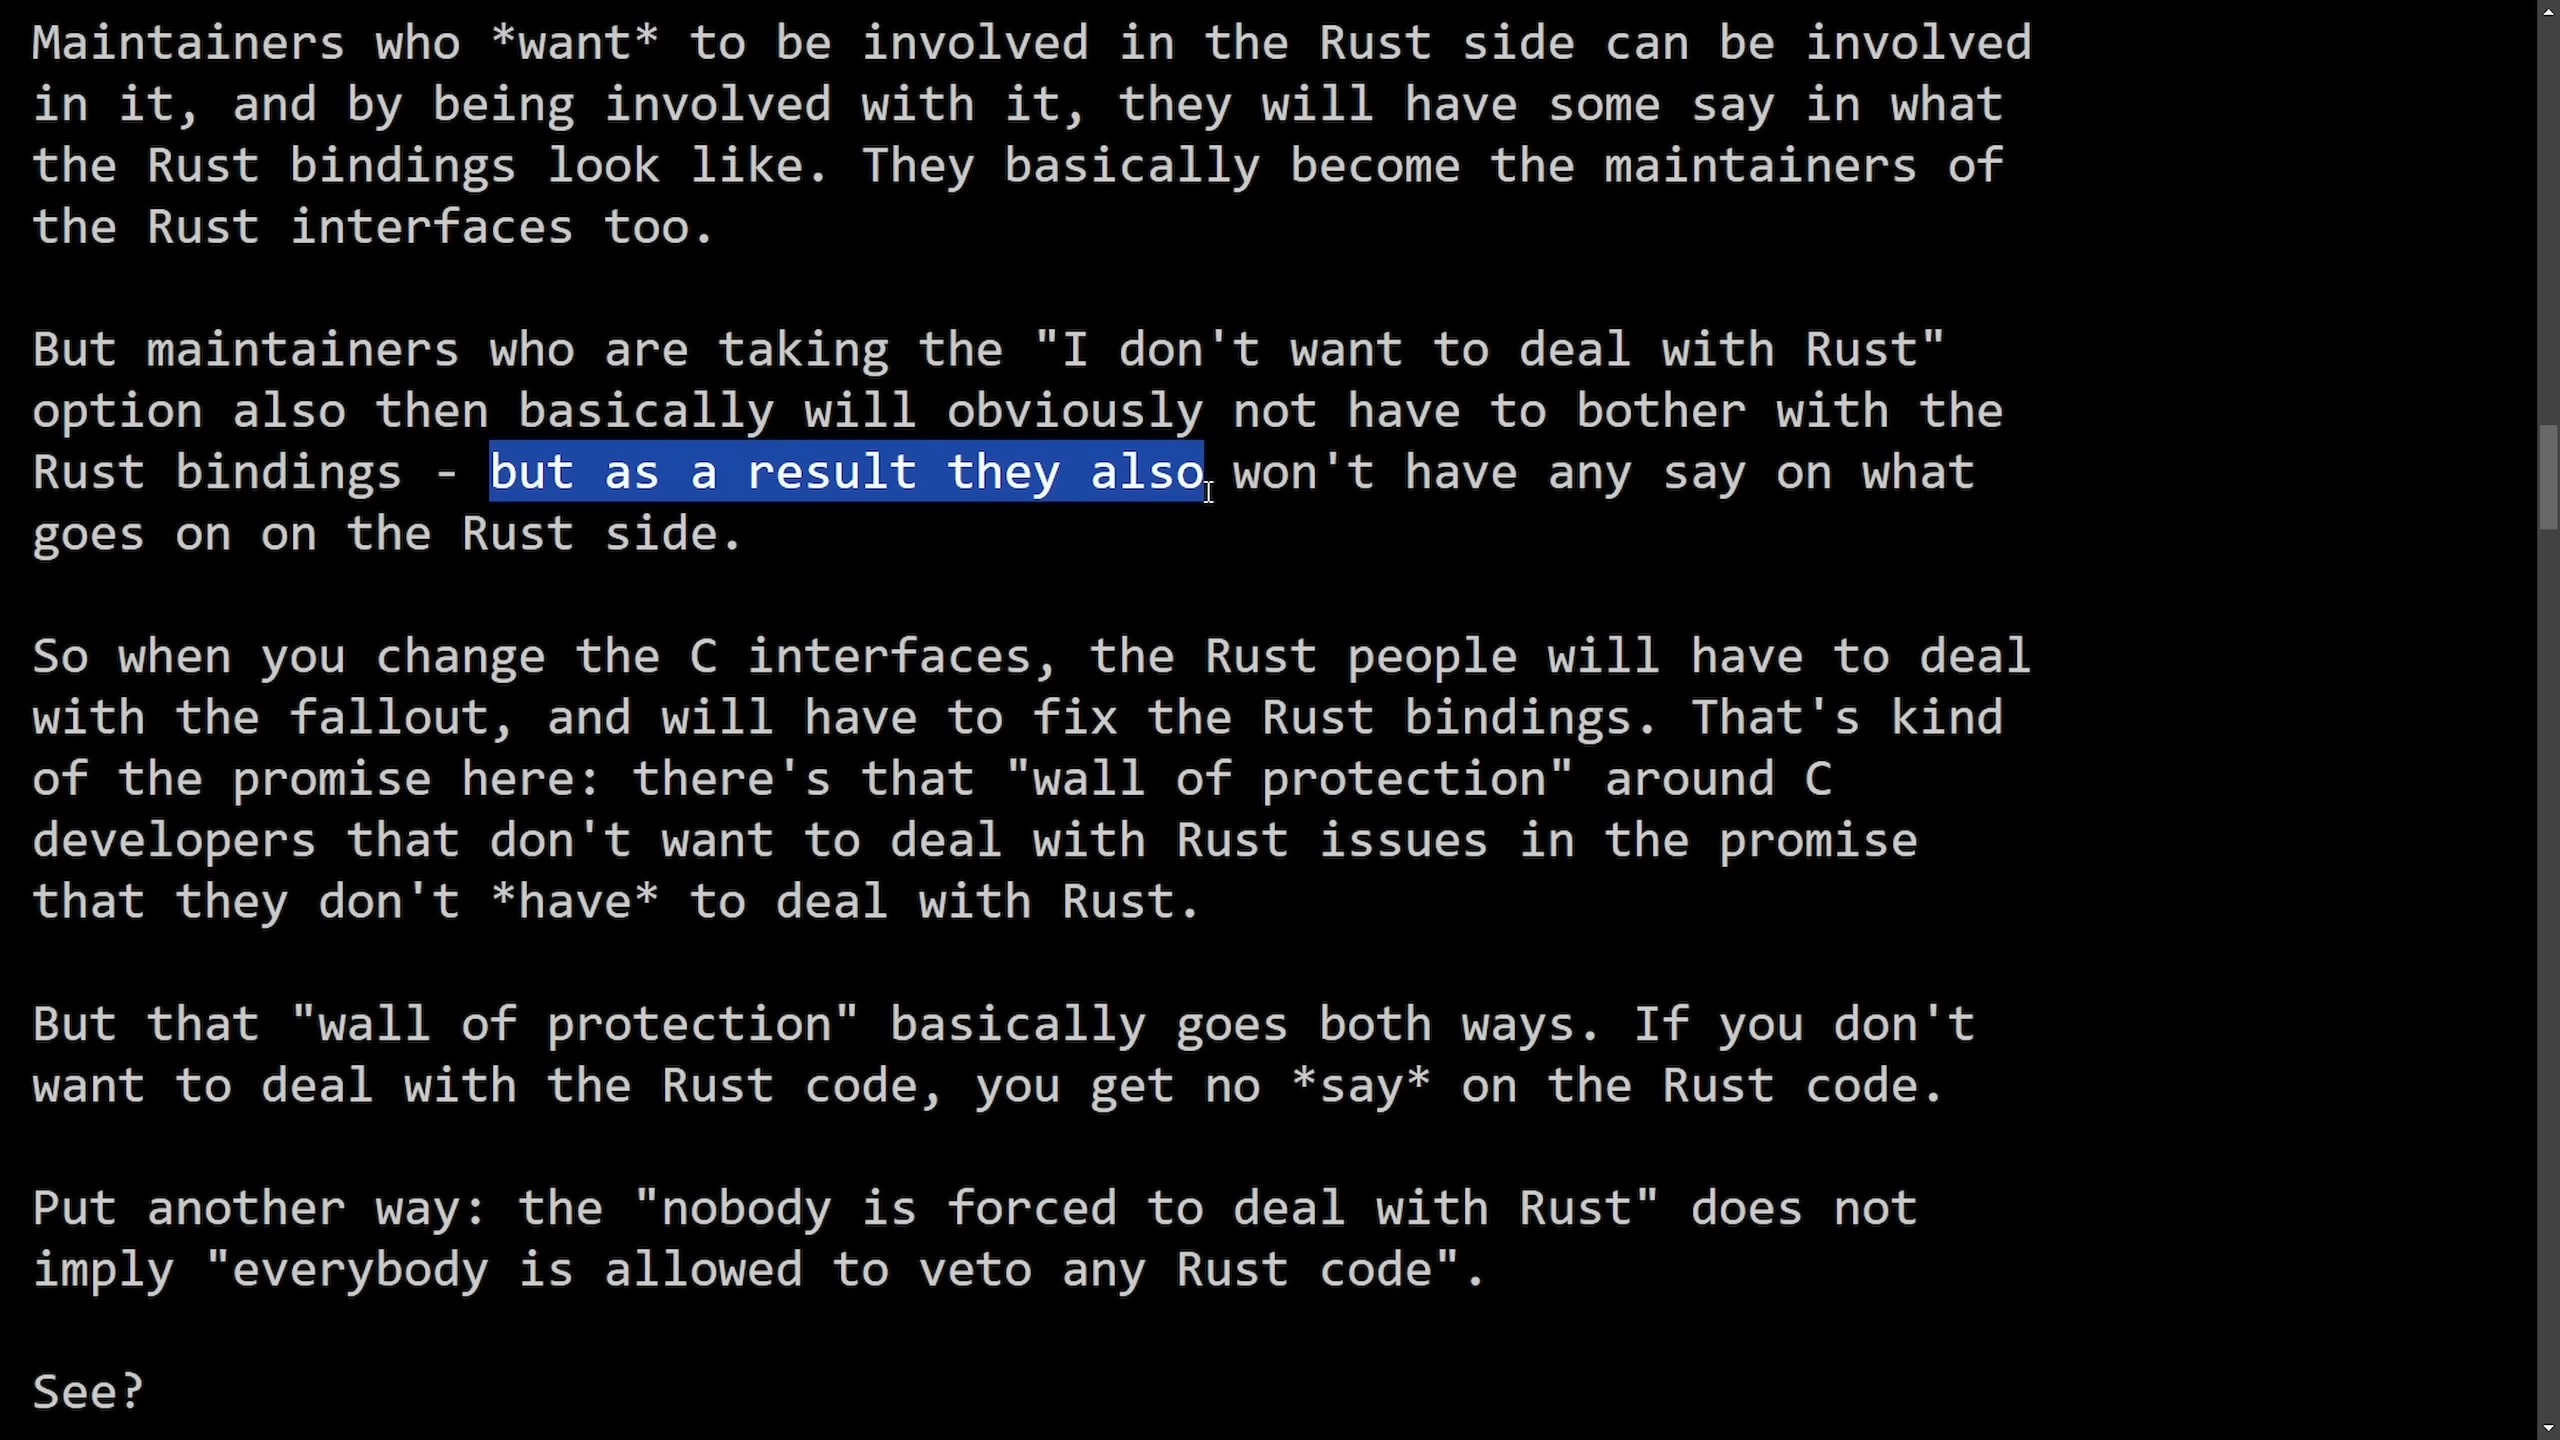 Maintainers who *want* to be involved in the Rust side can be involved
in it, and by being involved with it, they will have some say in what
the Rust bindings look like. They basically become the maintainers of
the Rust interfaces too.
But maintainers who are taking the "I don't want to deal with Rust"
option also then basically will obviously not have to bother with the
Rust bindings - but as a result they also won't have any say on what
goes on on the Rust side.
So when you change the C interfaces, the Rust people will have to deal
with the fallout, and will have to fix the Rust bindings. That's kind
of the promise here: there's that "wall of protection" around C
developers that don't want to deal with Rust issues in the promise
that they don't *have* to deal with Rust.
But that "wall of protection" basically goes both ways. If you don't
want to deal with the Rust code, you get no *say* on the Rust code.
Put another way: the "nobody is forced to deal with Rust" does not
imply "everybody is allowed to veto any Rust code".
See?